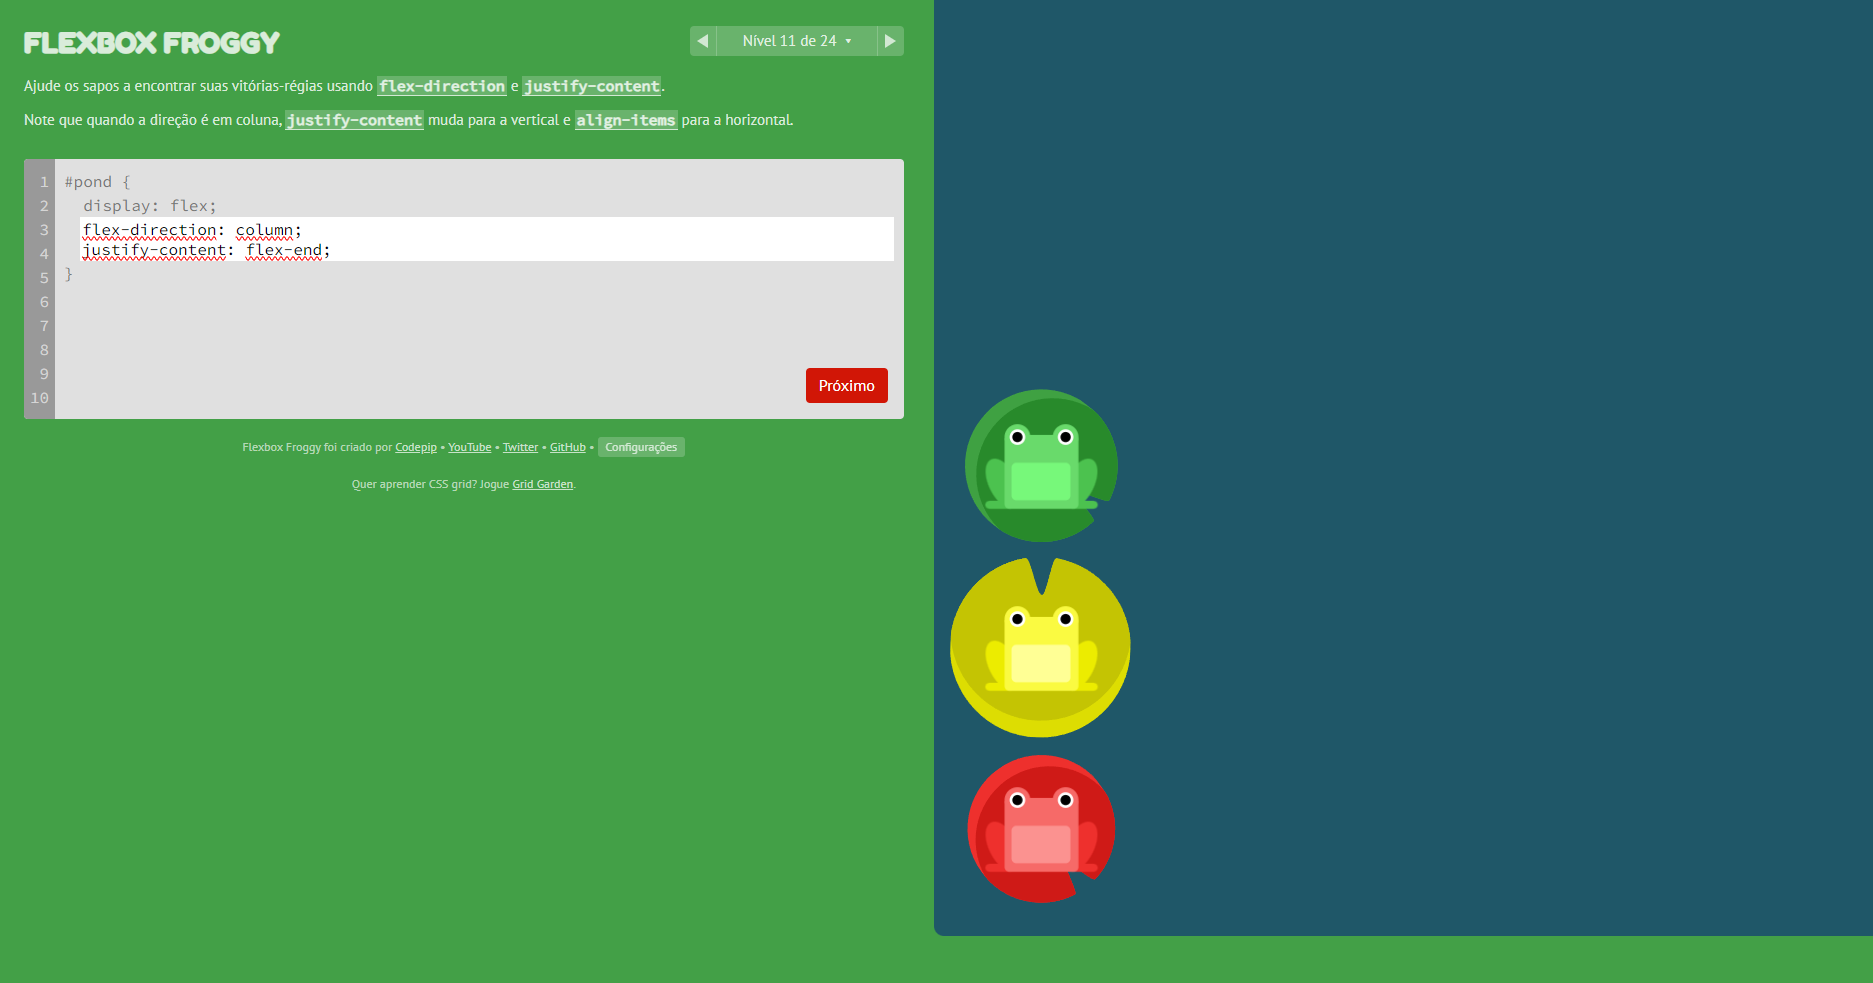 FLEXBOX FROGGY
Nível 11 de 24
Ajude os sapos a encontrar suas vitórias-régias usando flex-direction e justify-content.
Note que quando a direção é em coluna, justify-content muda para a vertical e align-items para a horizontal.
1 #pond {
2 display: flex;
3 flex-direction: column;
4 justify-content: flex-end;
5 }
6
7
8
9
10
Próximo
Flexbox Froggy foi criado por Codepip • YouTube • Twitter • GitHub • Configurações
Quer aprender CSS grid? Jogue Grid Garden.